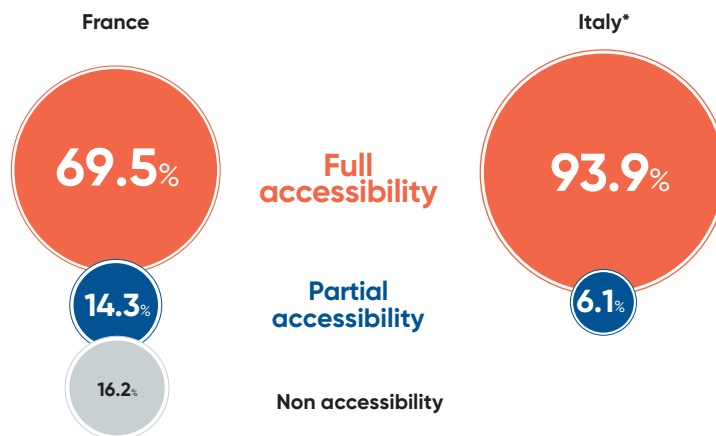 France
Italy*
69.5%
Full
accessibility
93.9%
14.3%
Partial
accessibility
6.1%
16.2%
Non accessibility